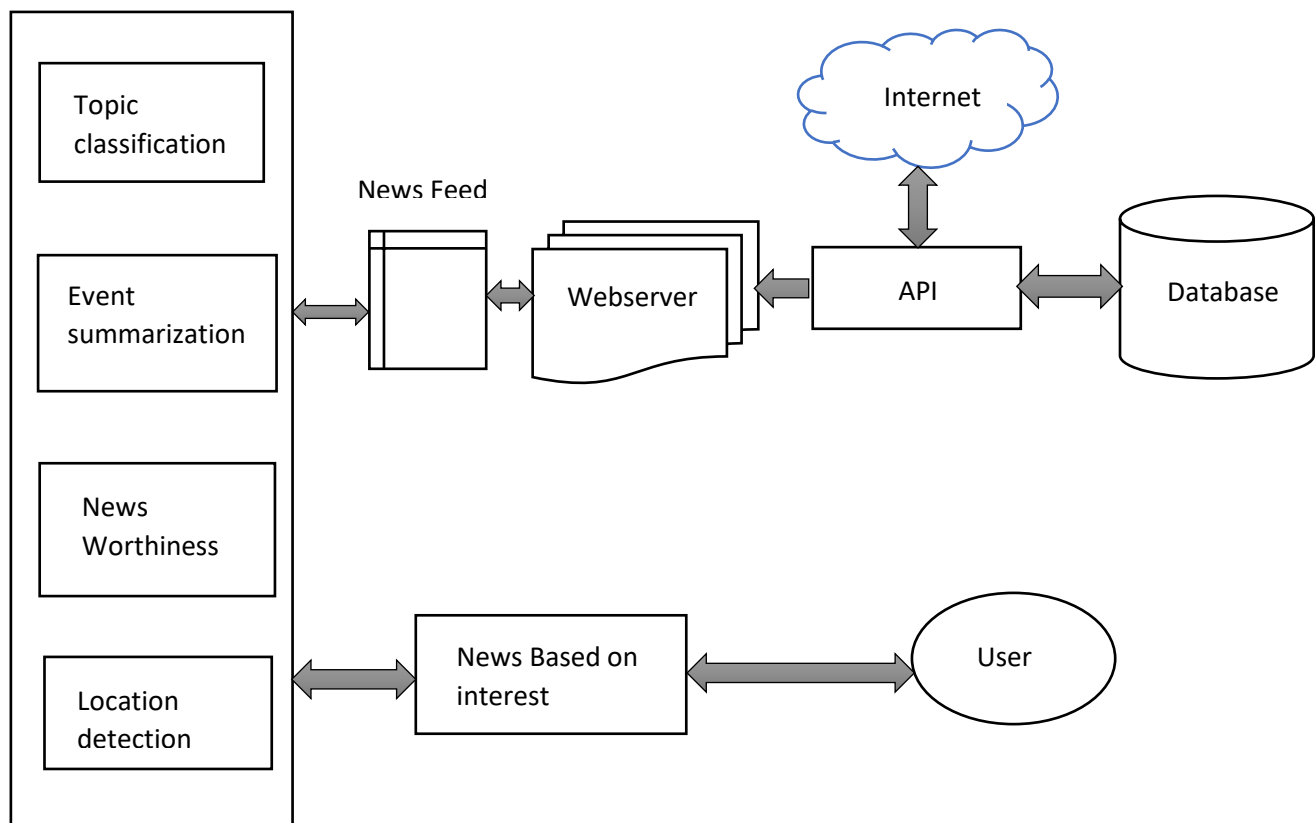 Topic
classification
Event
summarization
News
Worthiness
Location
detection
News Feed
Webserver
Internet
API
Database
News Based on
interest
User